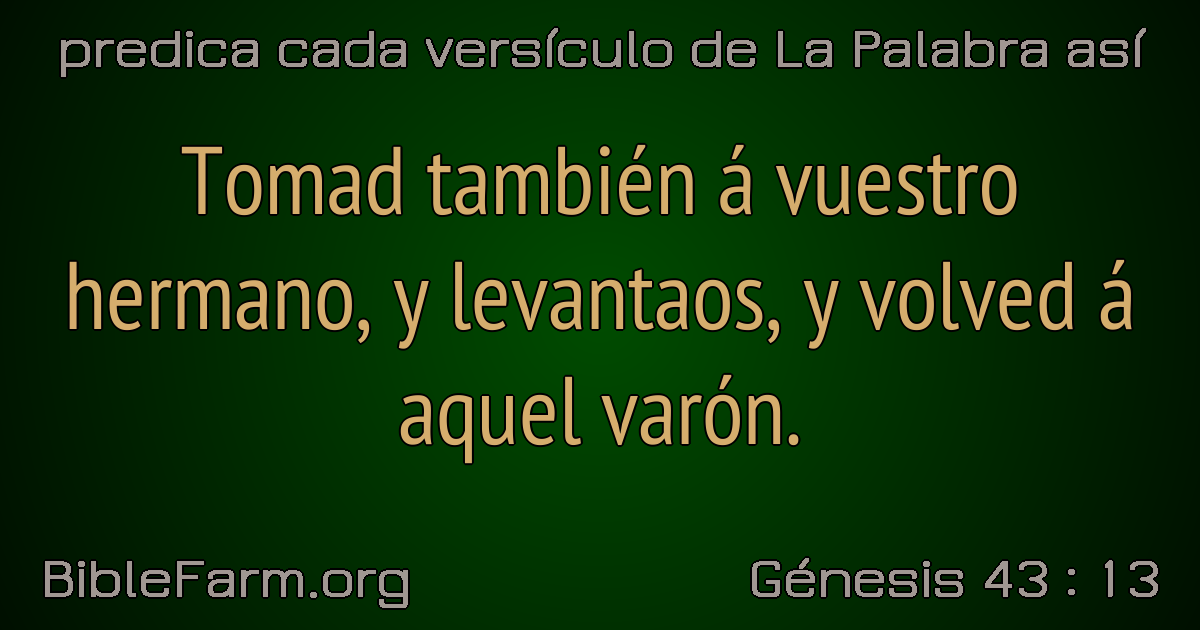 predica cada versículo de La Palabra así
Tomad también á vuestro
hermano, y levantaos, y volved á
aquel varón.
BibleFarm.org
Génesis 43 : 13